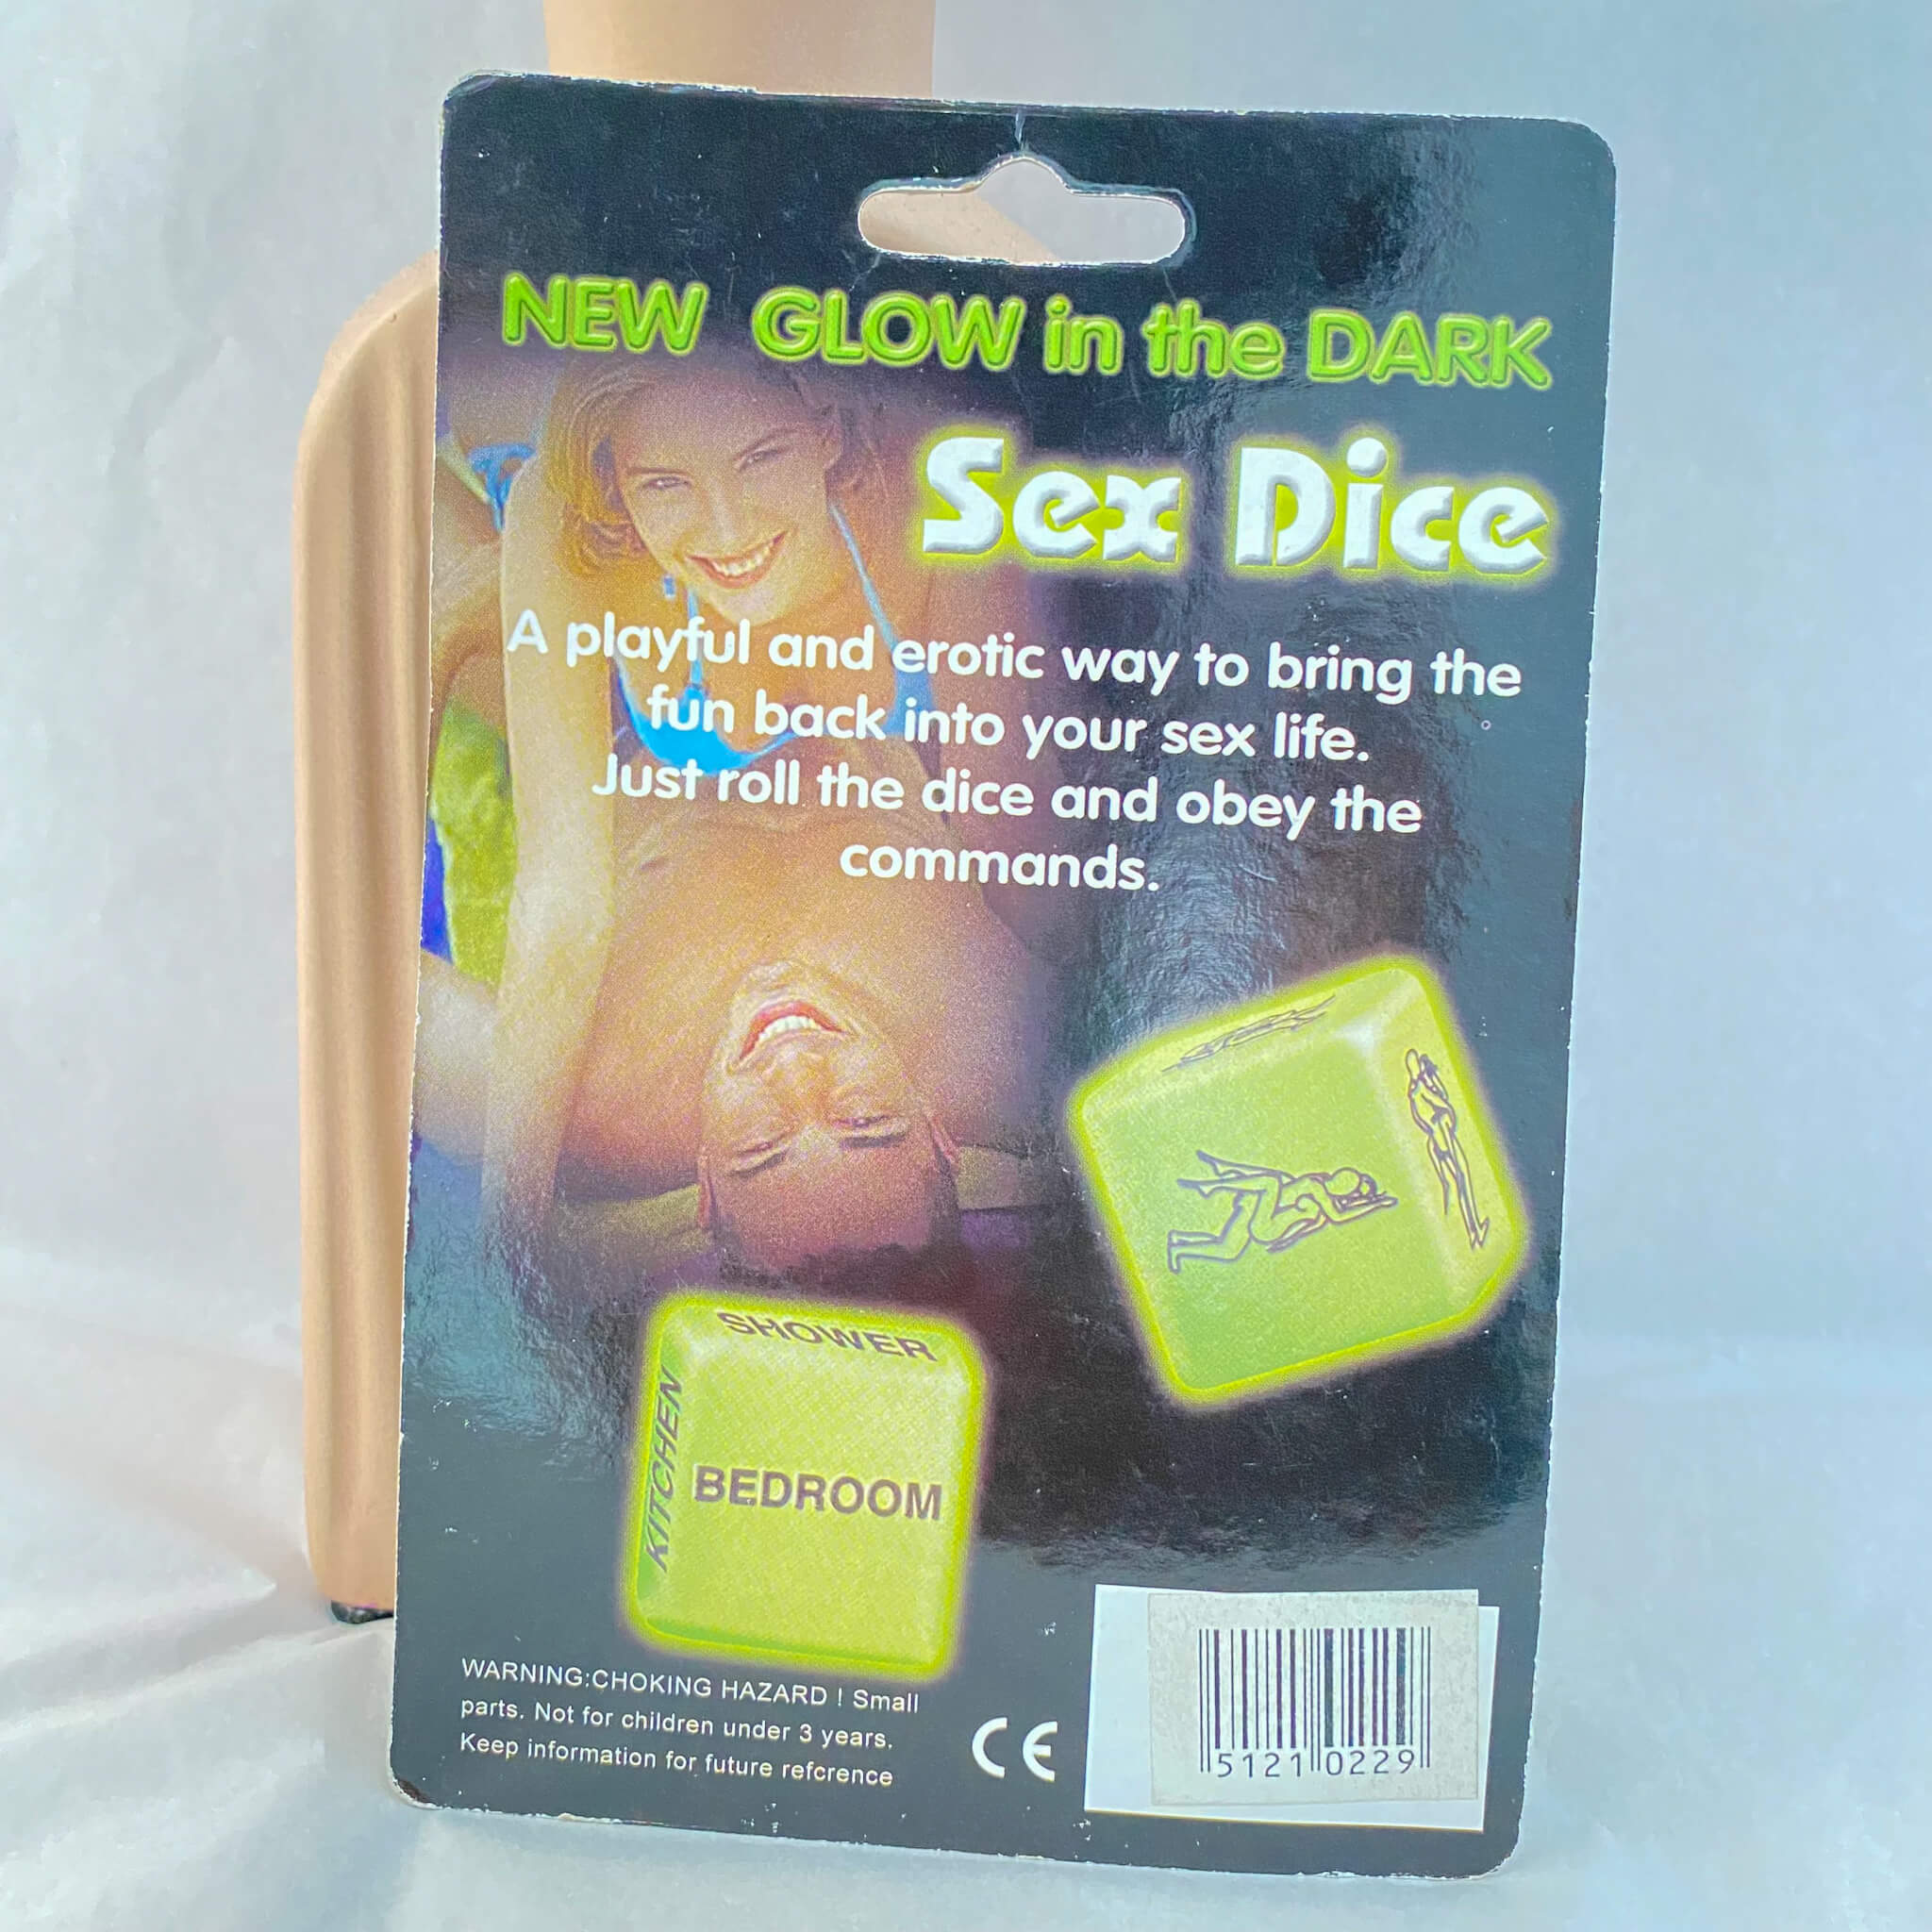 NEW GLOW in the DARK
Sex Dice
A playful and erotic way to bring the
fun back into your sex life.
Just roll the dice and obey the
commands.
SHOWER
KITCHEN
BEDROOM
WARNING:CHOKING HAZARD ! Small
parts. Not for children under 3 years.
Keep information for future refcrence
CE
51210229